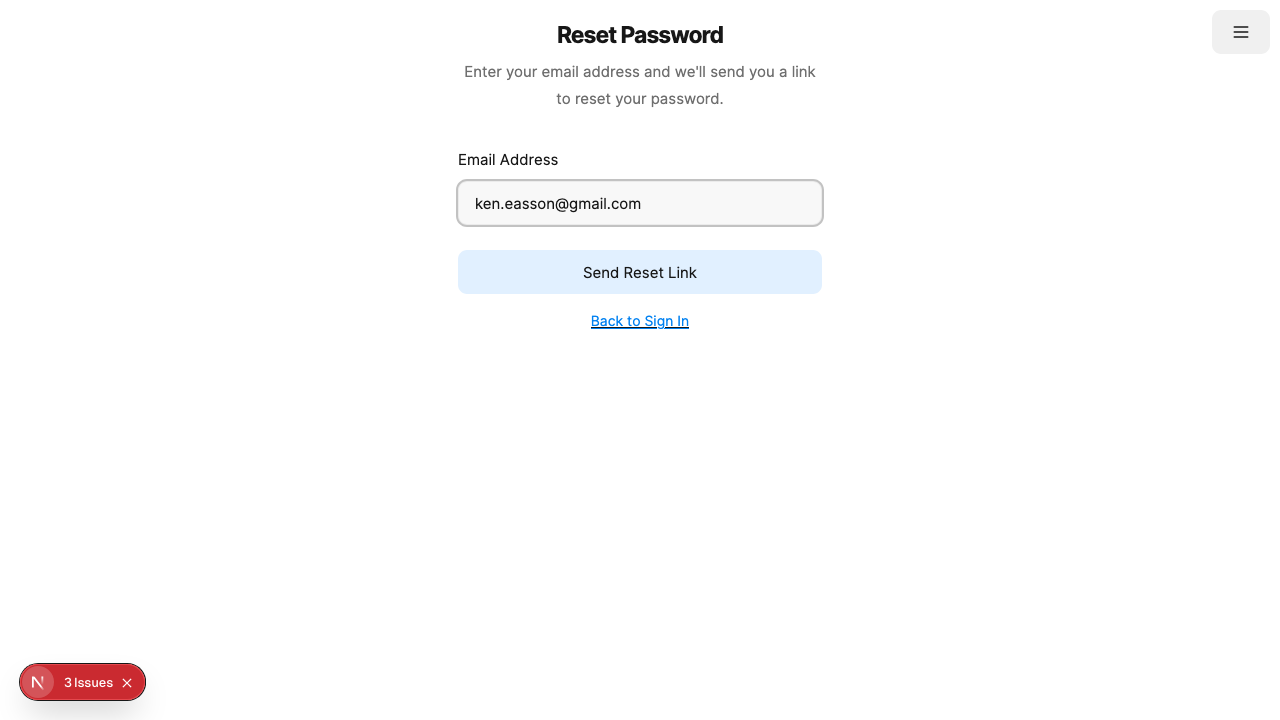 Reset Password
Enter your email address and we'll send you a link
to reset your password.
Email Address
ken.easson@gmail.com
Send Reset Link
Back to Sign In
N 3 Issues